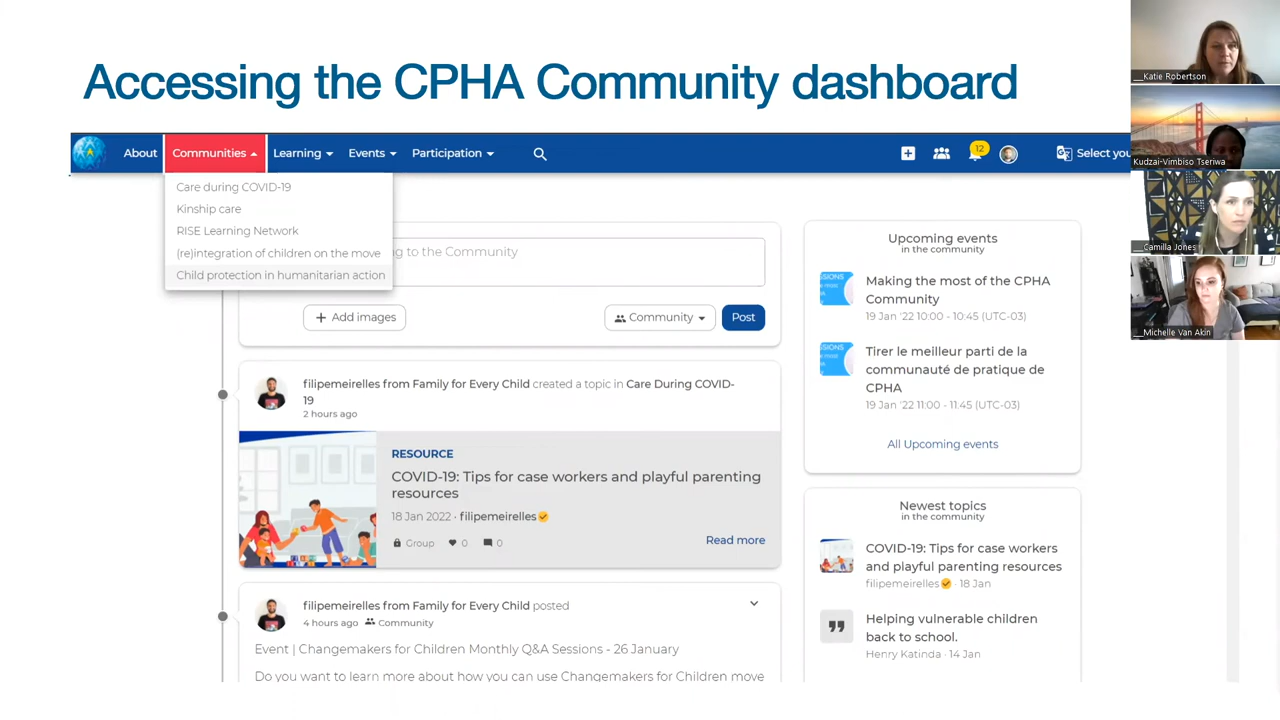 Accessing the CPHA Community dashboard
About
Communities
Learning
Events
Participation
12
Select you
Care during COVID-19
Kinship care
RISE Learning Network
(re)integration of children on the move
Child protection in humanitarian action
to the Community
Add images
Community
Post
filipemeirelles from Family for Every Child created a topic in Care During COVID-
19
2 hours ago
RESOURCE
COVID-19: Tips for case workers and playful parenting
resources
18 Jan 2022 · filipemeirelles
Group
0
0
Read more
filipemeirelles from Family for Every Child posted
4 hours ago
Community
Event | Changemakers for Children Monthly Q&A Sessions - 26 January
Do you want to learn more about how you can use Changemakers for Children move
Upcoming events
in the community
SSIONS
Making the most of the CPHA
Community
19 Jan '22 10:00 - 10:45 (UTC-03)
SSIONS
Tirer le meilleur parti de la
communauté de pratique de
CPHA
19 Jan '22 11:00 - 11:45 (UTC-03)
All Upcoming events
Newest topics
in the community
COVID-19: Tips for case workers
and playful parenting resources
filipemeirelles · 18 Jan
Helping vulnerable children
back to school.
Henry Katinda · 14 Jan
__Katie Robertson
Kudzai-Vimbiso Tseriwa
__Camilla Jones
__Michelle Van Akin